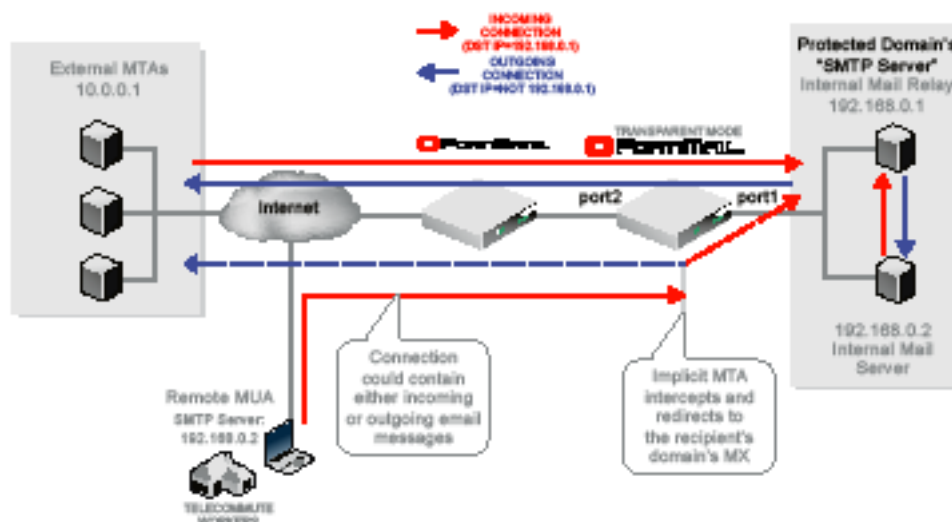 INCOMING
CONNECTION
(DST IP=192.168.0.1)
OUTGOING
CONNECTION
(DST IP=NOT 192.168.0.1)
External MTAs
10.0.0.1
Protected Domain's
"SMTP Server"
Internal Mail Relay
192.168.0.1
TRANSPARENT MODE
FORTIMAIL
port2
port1
Internet
192.168.0.2
Internal Mail
Server
Connection
could contain
either incoming
or outgoing email
messages
Implicit MTA
intercepts and
redirects to
the recipient's
domain's MX
Remote MUA
SMTP Server:
192.168.0.2
TELECOMMUTE
WORKERS